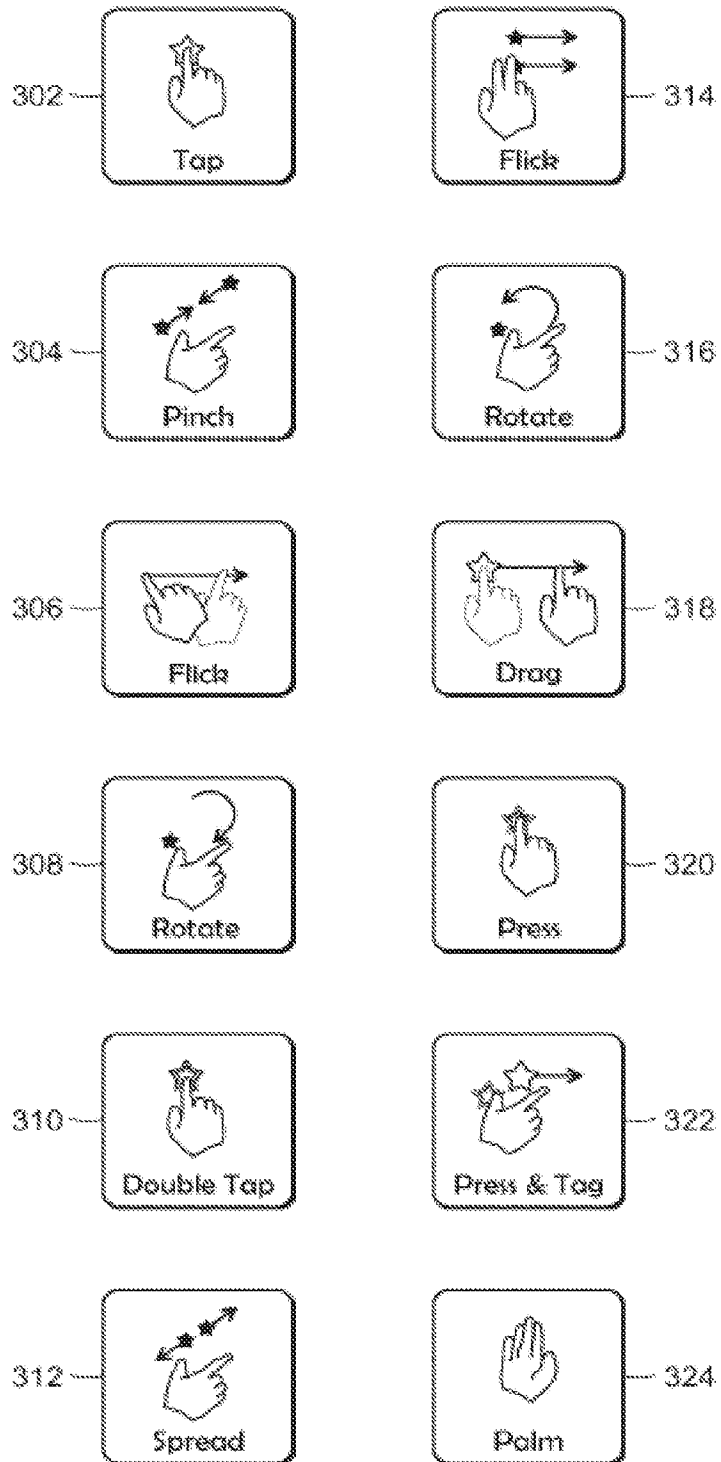 302
Tap
Flick
314
304
Pinch
Rotate
316
306
Flick
Drag
318
308
Rotate
Press
320
310
Double Tap
Press & Tag
322
312
Spread
Palm
324